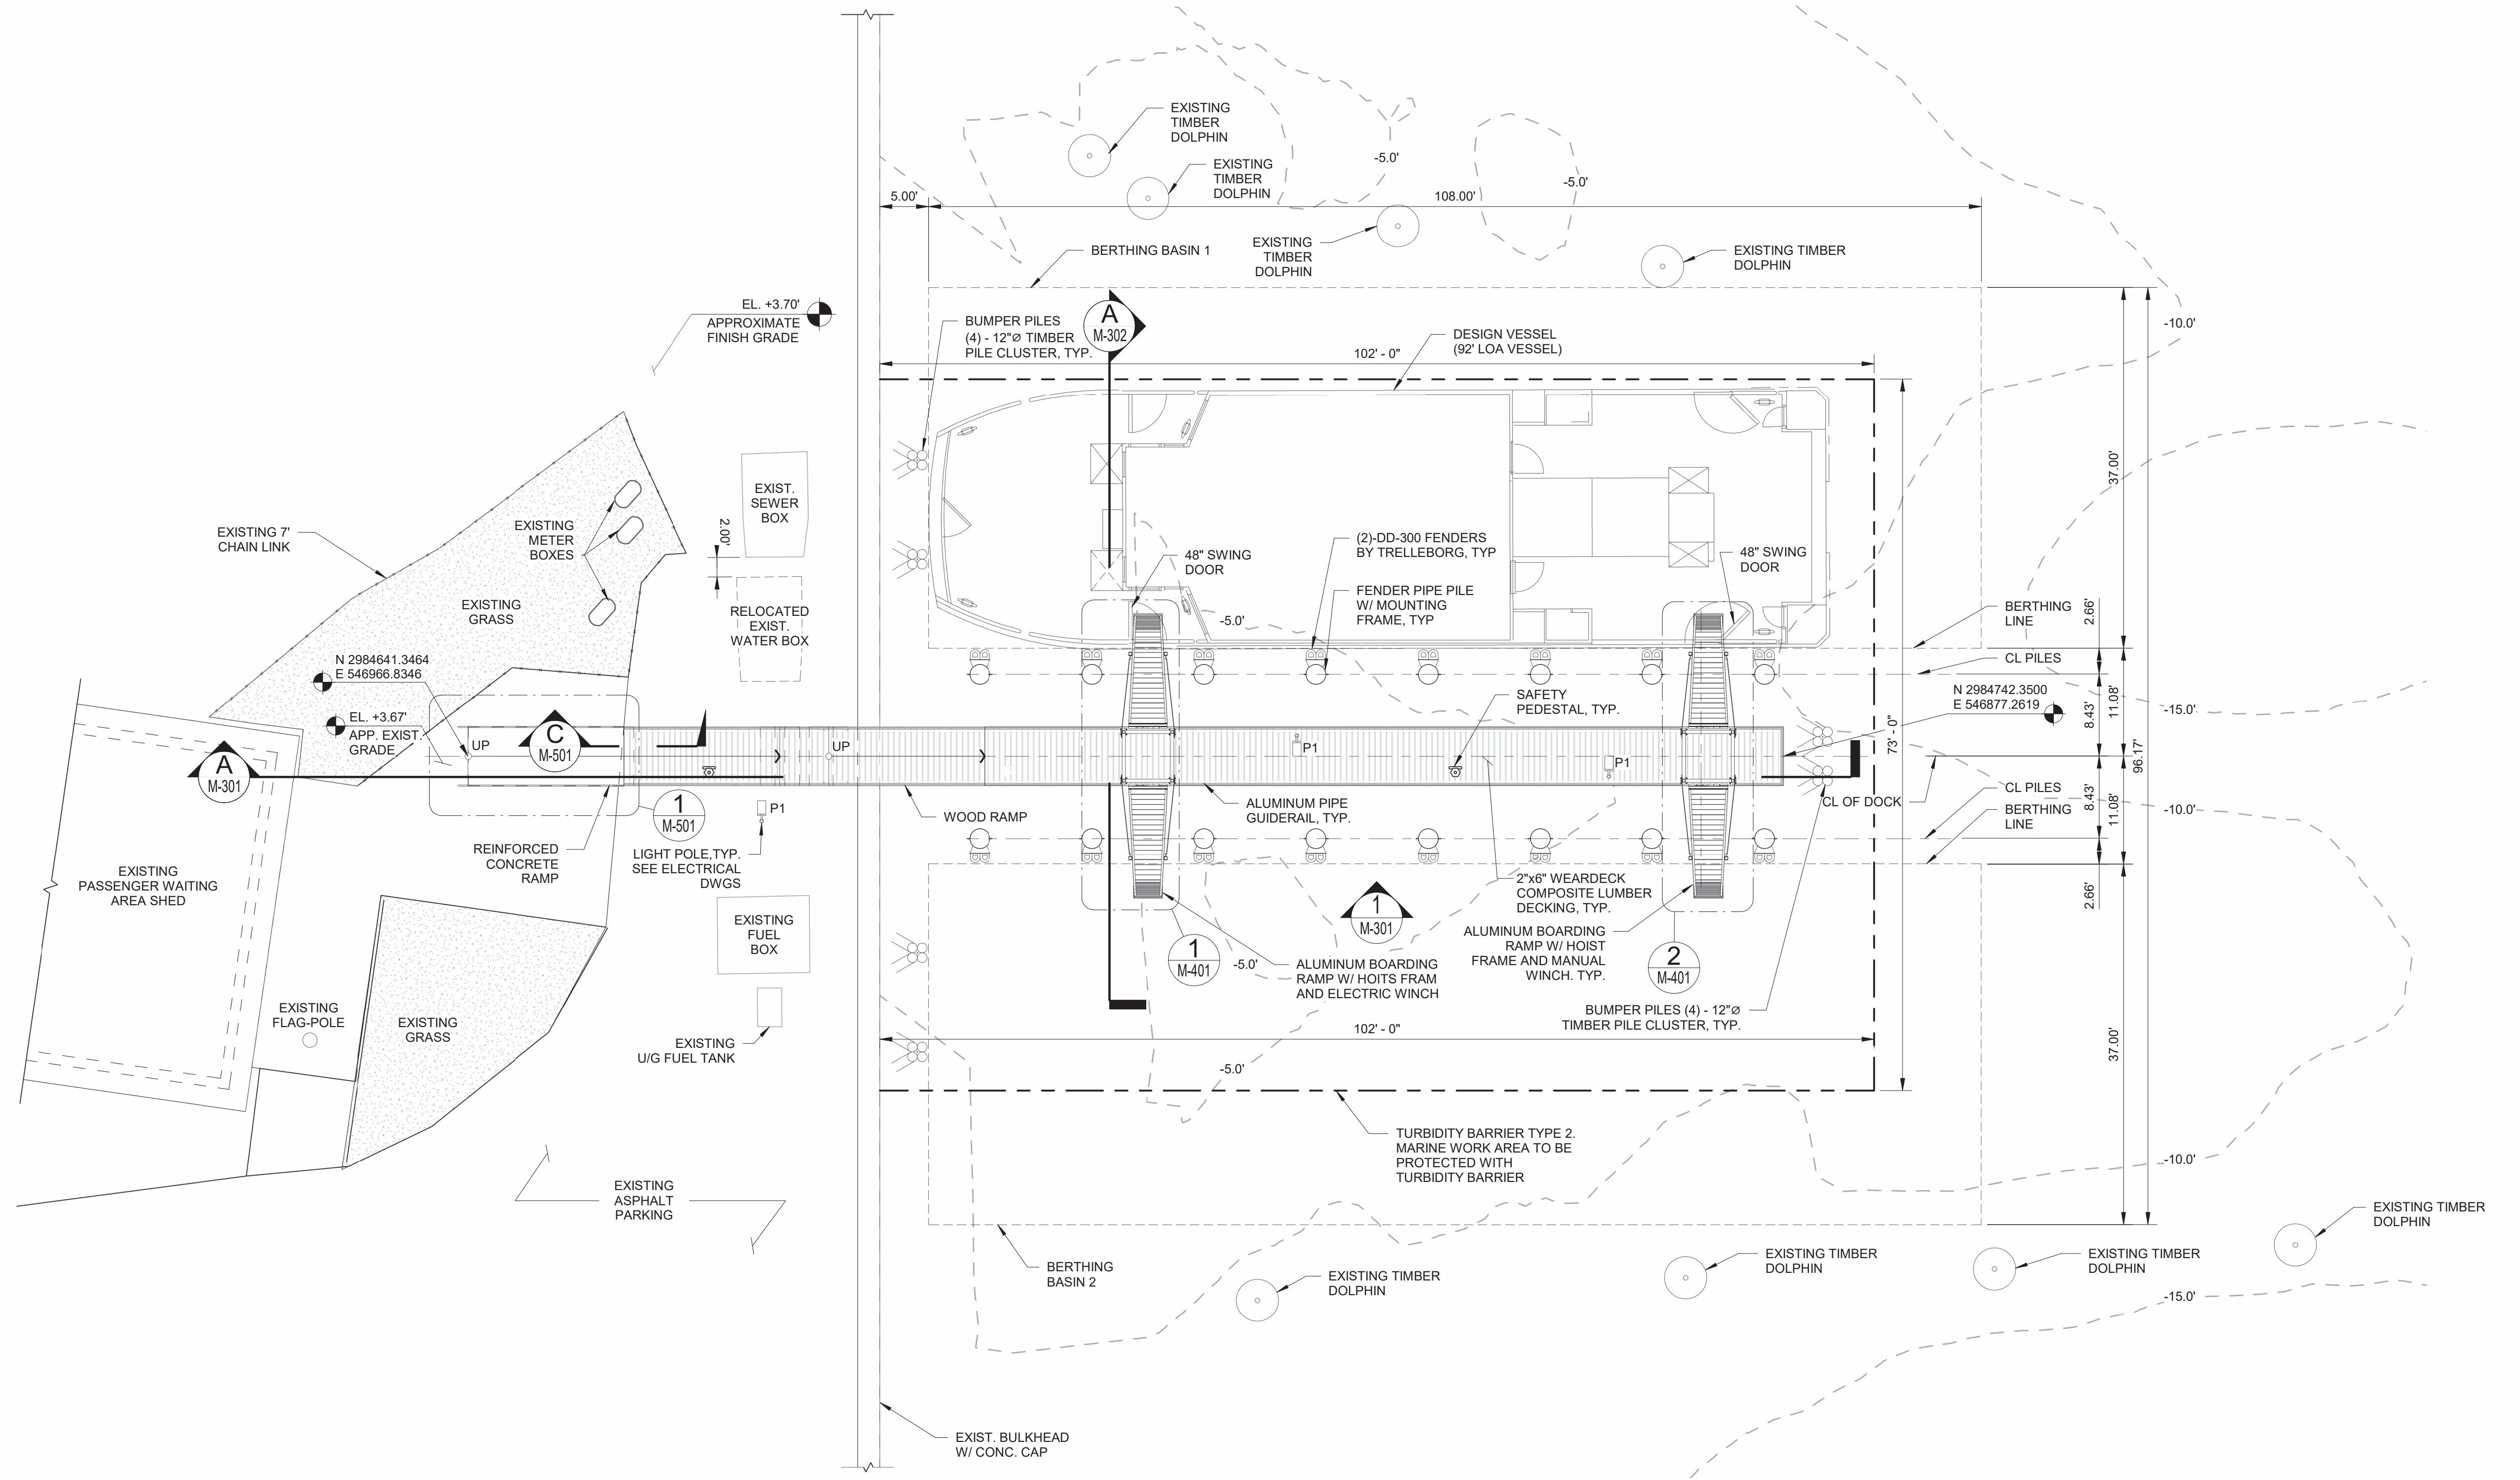 EXISTING
TIMBER
DOLPHIN
EXISTING
TIMBER
DOLPHIN
-5.0'
-5.0'
5.00'
108.00'
EXISTING
TIMBER
DOLPHIN
BERTHING BASIN 1
EXISTING TIMBER
DOLPHIN
EL. +3.70'
APPROXIMATE
FINISH GRADE
BUMPER PILES
(4) - 12"Ø TIMBER
PILE CLUSTER, TYP.
A
M-302
DESIGN VESSEL
(92' LOA VESSEL)
102' - 0"
-10.0'
37.00'
EXIST.
SEWER
BOX
EXISTING 7'
CHAIN LINK
EXISTING
METER
BOXES
2.00'
48" SWING
DOOR
(2)-DD-300 FENDERS
BY TRELLEBORG, TYP
48" SWING
DOOR
FENDER PIPE PILE
W/ MOUNTING
FRAME, TYP
EXISTING
GRASS
RELOCATED
EXIST.
WATER BOX
-5.0'
BERTHING
LINE
2.66'
N 2984641.3464
E 546966.8346
CL PILES
SAFETY
PEDESTAL, TYP.
N 2984742.3500
E 546877.2619
EL. +3.67'
APP. EXIST.
GRADE
-15.0'
8.43'
11.08'
73' - 0"
96.17'
UP
C
M-501
UP
P1
P1
A
M-301
1
M-501
P1
WOOD RAMP
ALUMINUM PIPE
GUIDERAIL, TYP.
CL OF DOCK
CL PILES
BERTHING
LINE
8.43'
11.08'
-10.0'
REINFORCED
CONCRETE
RAMP
LIGHT POLE,TYP.
SEE ELECTRICAL
DWGS
2.66'
EXISTING
PASSENGER WAITING
AREA SHED
2"x6" WEARDECK
COMPOSITE LUMBER
DECKING, TYP.
1
M-301
EXISTING
FUEL
BOX
1
M-401
-5.0'
ALUMINUM BOARDING
RAMP W/ HOITS FRAM
AND ELECTRIC WINCH
ALUMINUM BOARDING
RAMP W/ HOIST
FRAME AND MANUAL
WINCH. TYP.
2
M-401
BUMPER PILES (4) - 12"Ø
TIMBER PILE CLUSTER, TYP.
EXISTING
FLAG-POLE
EXISTING
GRASS
EXISTING
U/G FUEL TANK
102' - 0"
37.00'
-5.0'
TURBIDITY BARRIER TYPE 2.
MARINE WORK AREA TO BE
PROTECTED WITH
TURBIDITY BARRIER
-10.0'
EXISTING
ASPHALT
PARKING
EXISTING TIMBER
DOLPHIN
BERTHING
BASIN 2
EXISTING TIMBER
DOLPHIN
EXISTING TIMBER
DOLPHIN
EXISTING TIMBER
DOLPHIN
-15.0'
EXIST. BULKHEAD
W/ CONC. CAP